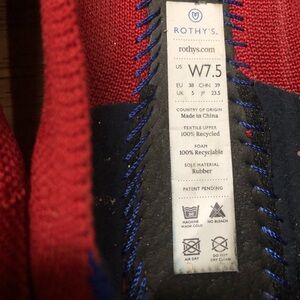 ROTHY'S.
rothys.com
US W7.5
EU 38 CHN 39
UK 5 JP 23.5
COUNTRY OF ORIGIN
Made in China
TEXTILE UPPER
100% Recycled
FOAM
100% Recyclable
SOLE MATERIAL
Rubber
PATENT PENDING
MACHINE WASH COLD
NO BLEACH
AIR DRY
DO NOT DRY CLEAN